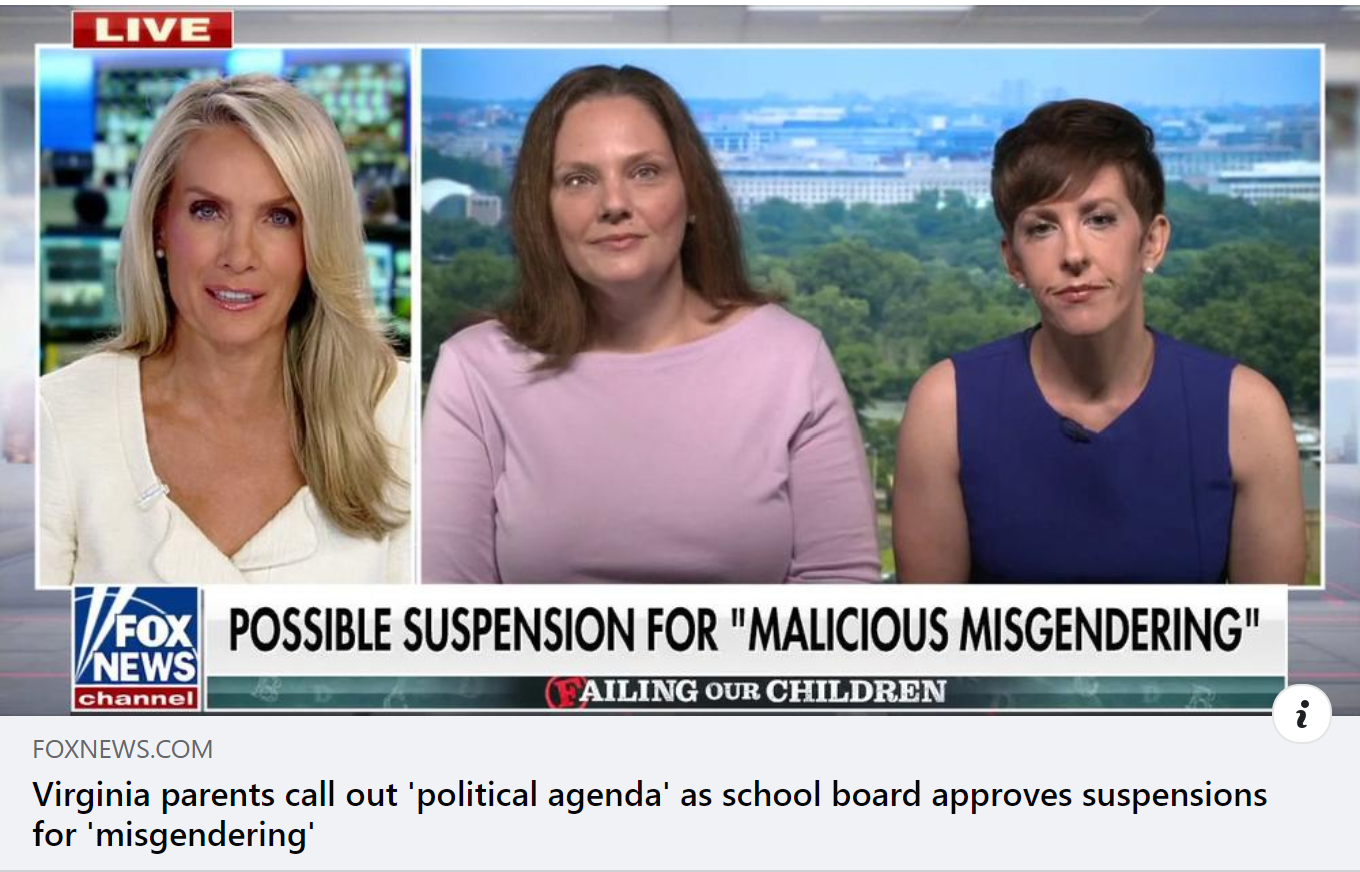 LIVE
POSSIBLE SUSPENSION FOR "MALICIOUS MISGENDERING"
FOX
NEWS
channel
FAILING OUR CHILDREN
i
FOXNEWS.COM
Virginia parents call out 'political agenda' as school board approves suspensions
for 'misgendering'